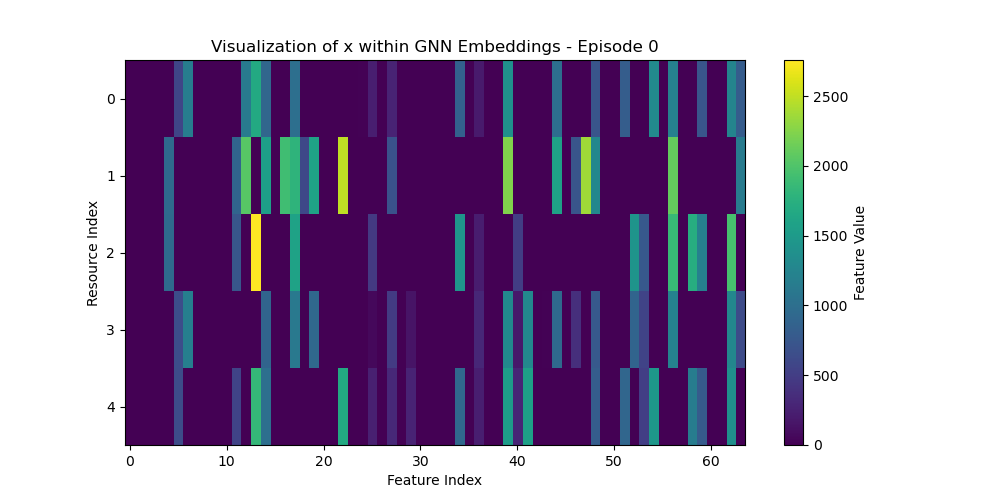 Visualization of x within GNN Embeddings - Episode 0
Resource Index
0
1
2
3
4
0 10 20 30 40 50 60
Feature Index
2500
2000
1500
1000
500
0
Feature Value